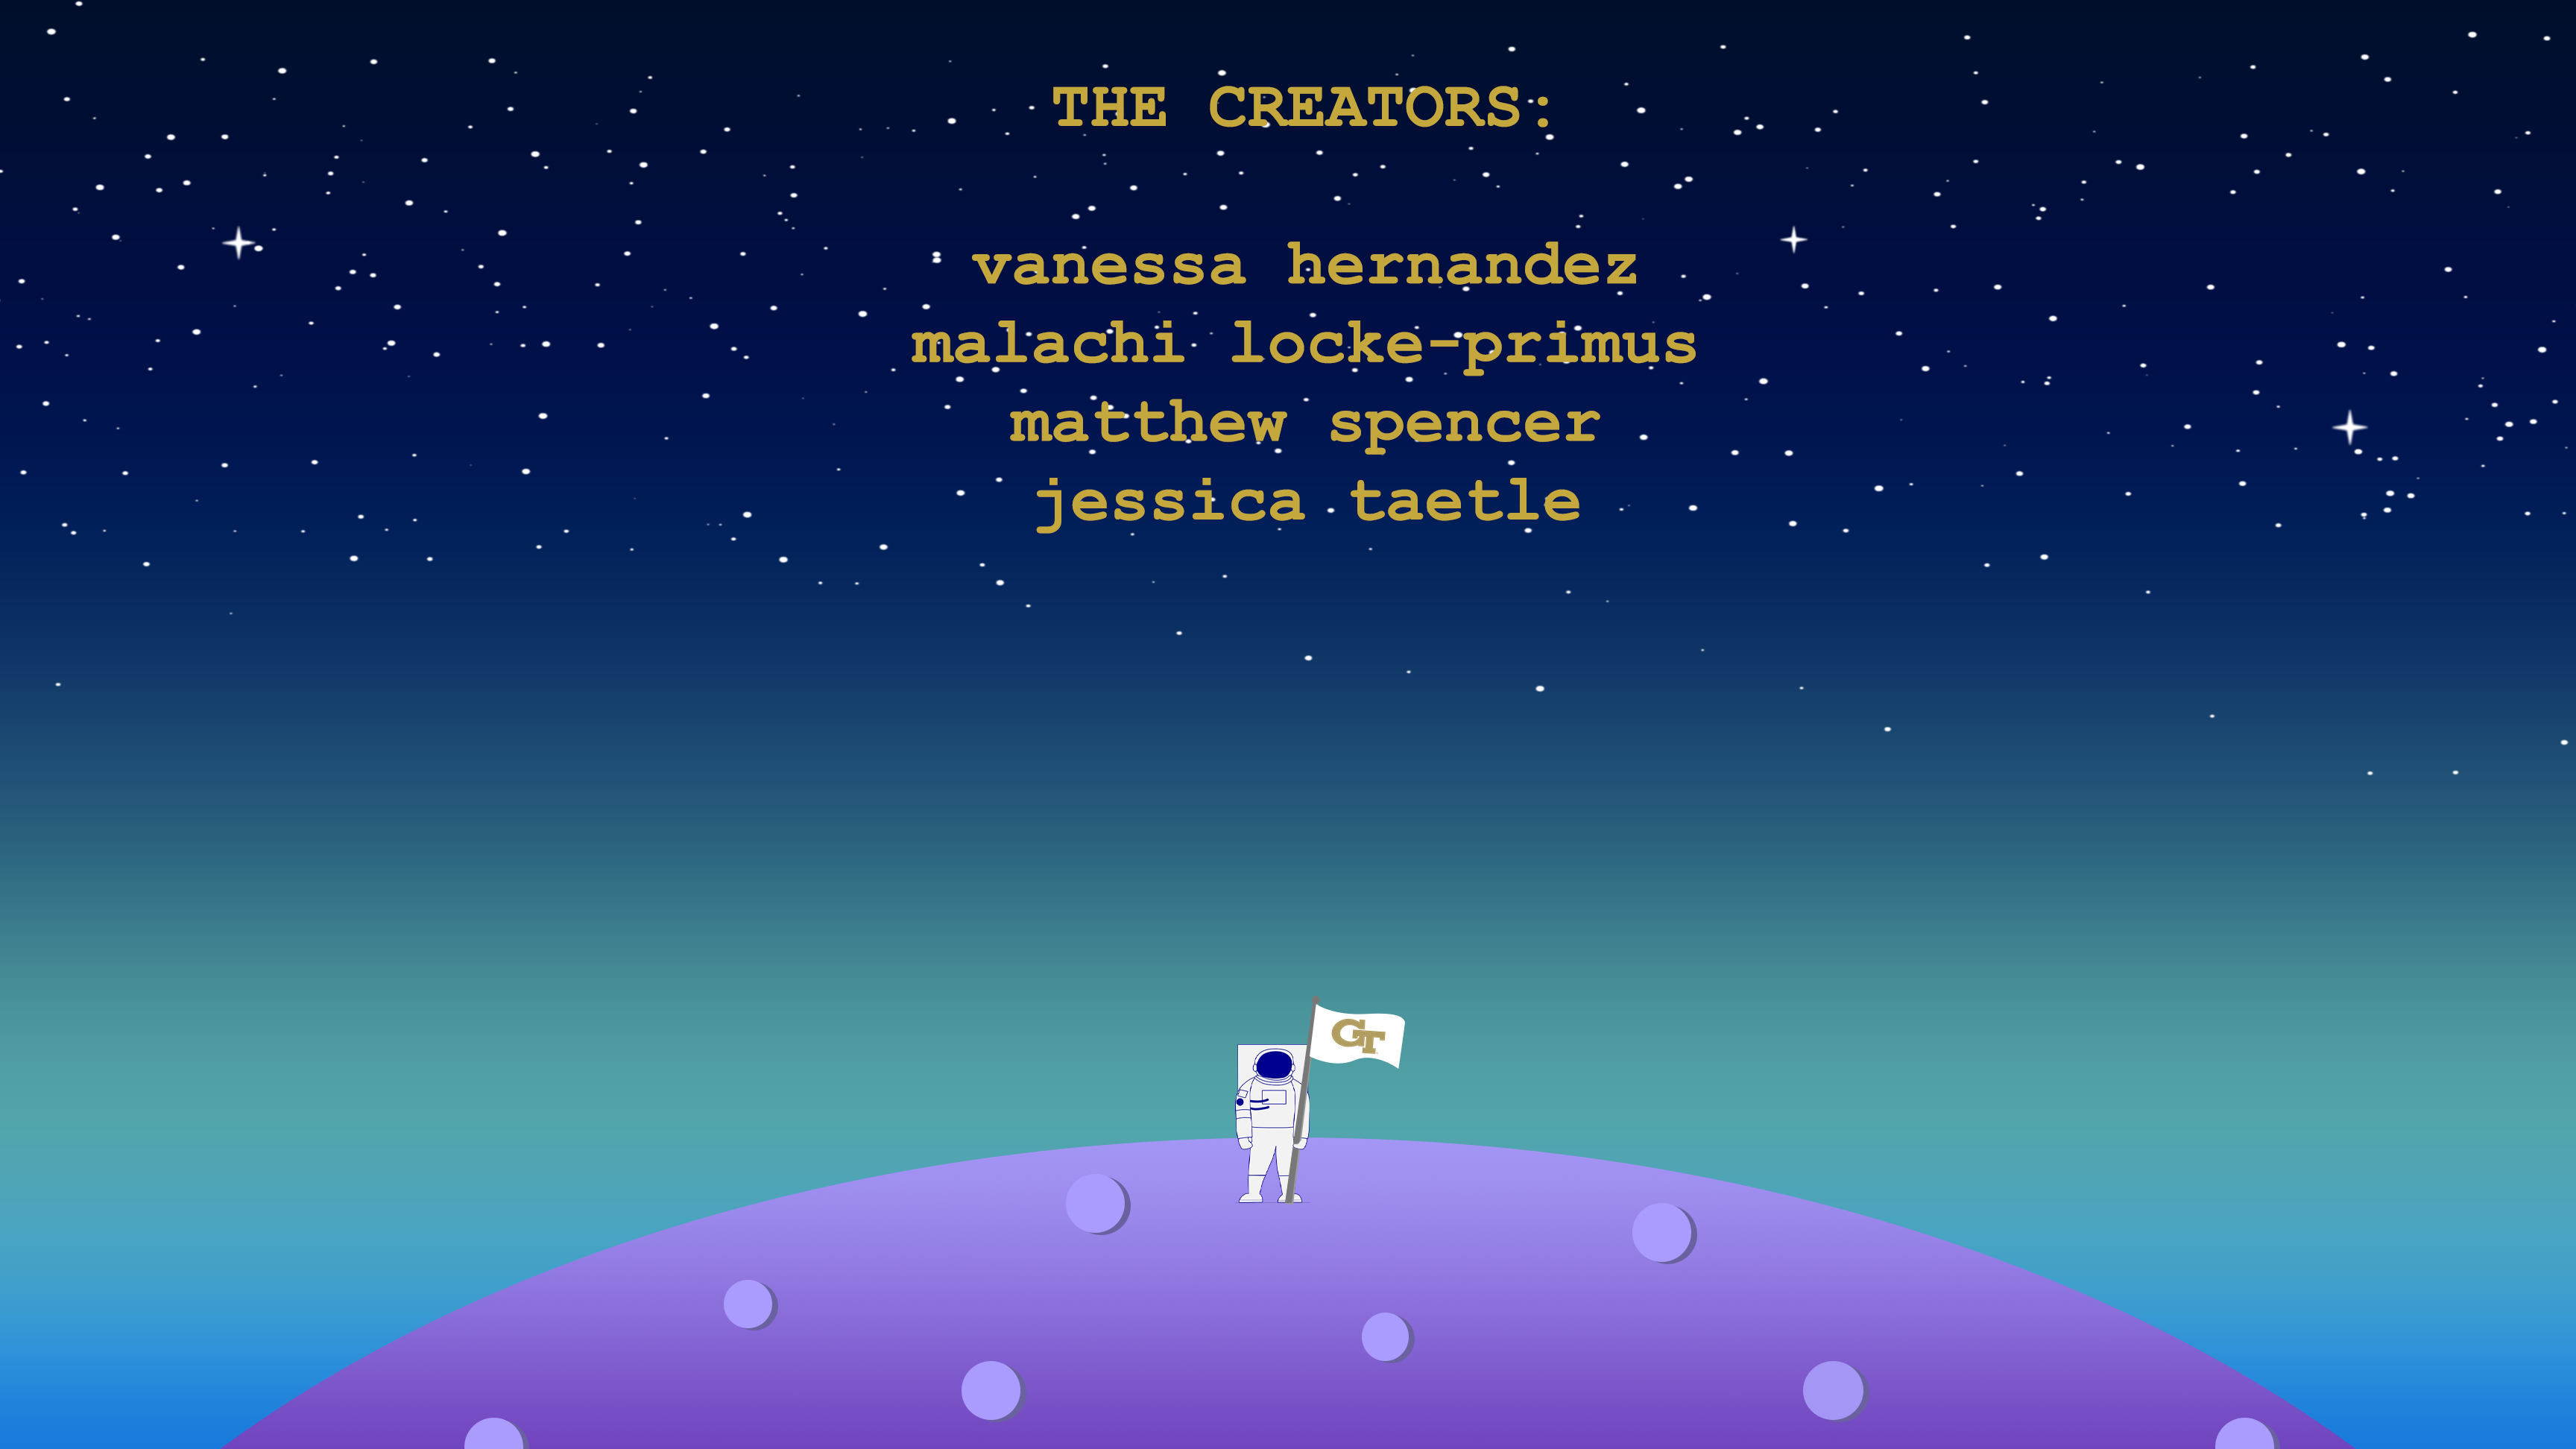 THE CREATORS:
vanessa hernandez
malachi locke-primus
matthew spencer
jessica taetle
GT